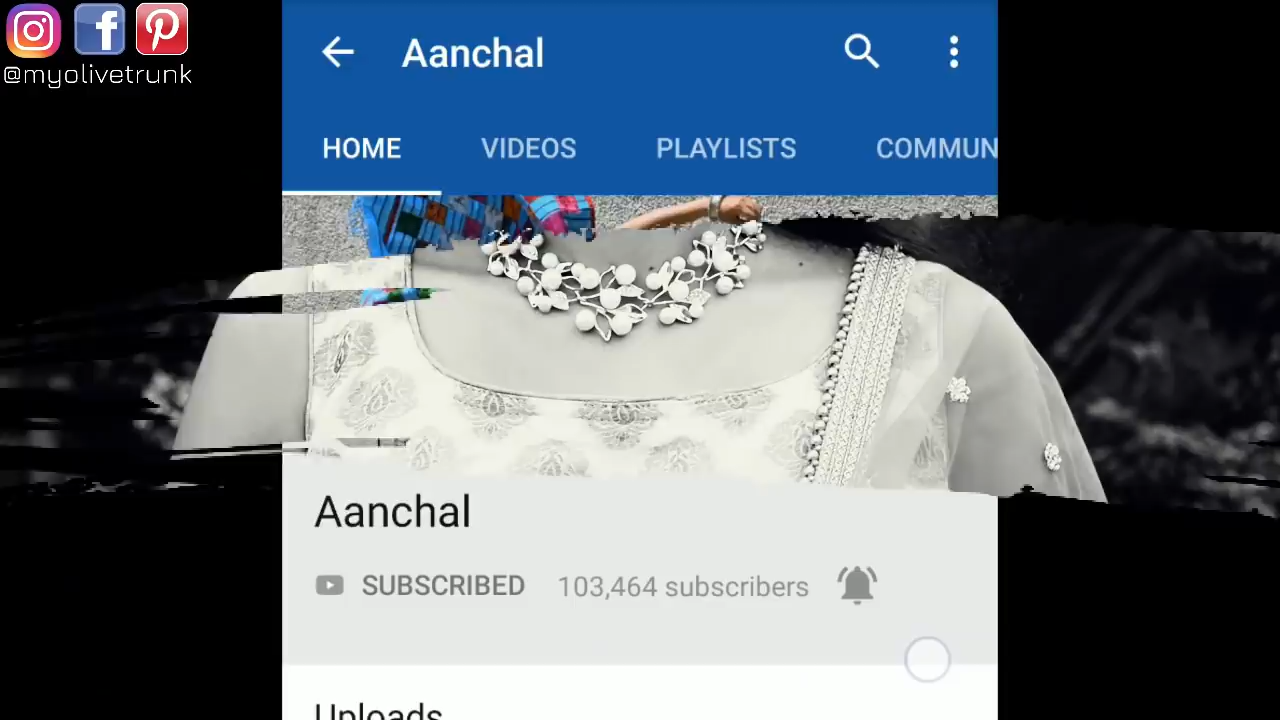 @myolivetrunk
Aanchal
HOME VIDEOS PLAYLISTS COMMUN
Aanchal
SUBSCRIBED 103,464 subscribers
Uploads